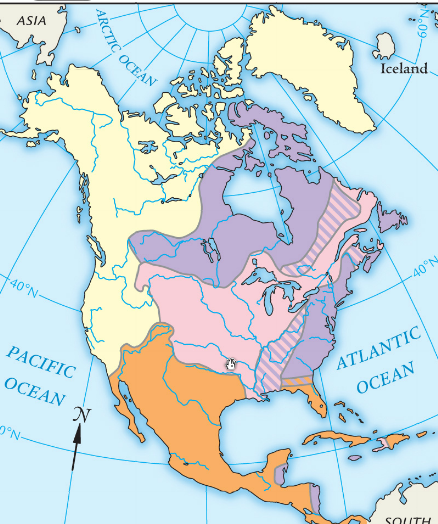 ASIA
ARCTIC OCEAN
60°N
Iceland
40°N
40°N
PACIFIC
OCEAN
ATLANTIC
OCEAN
N
0°N
SOUTH